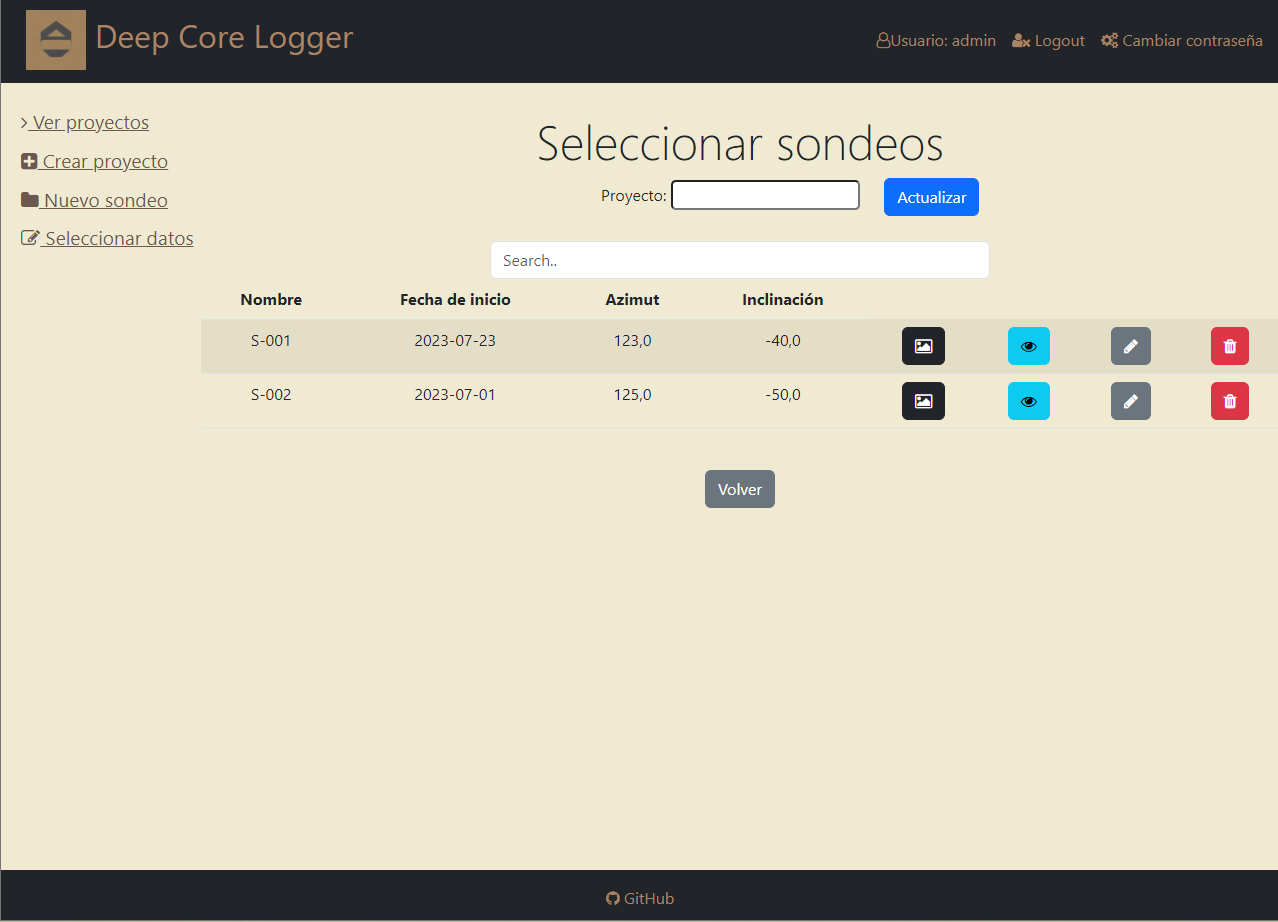 Deep Core Logger
Usuario: admin Logout Cambiar contraseña
Ver proyectos
Crear proyecto
Nuevo sondeo
Seleccionar datos
Seleccionar sondeos
Proyecto: Actualizar
Search..
Nombre Fecha de inicio Azimut Inclinación
S-001 2023-07-23 123,0 -40,0
S-002 2023-07-01 125,0 -50,0
Volver
GitHub